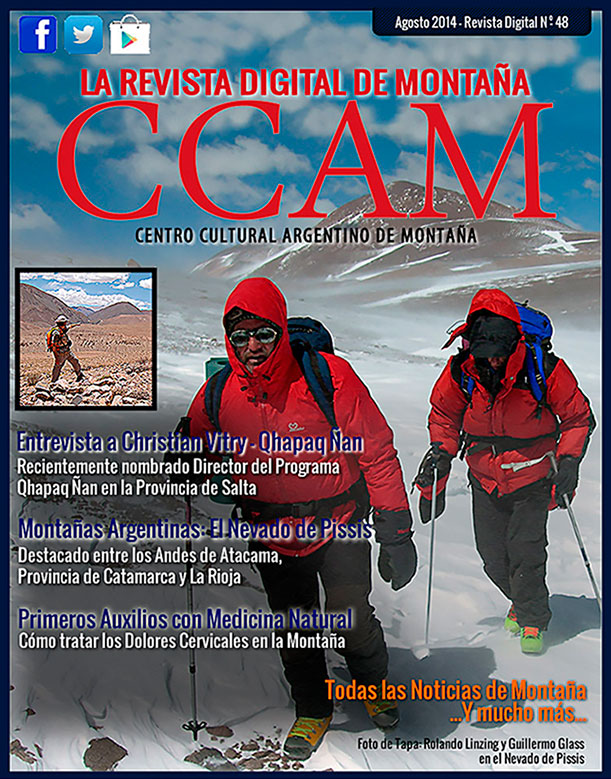 Agosto 2014 - Revista Digital Nº 48
LA REVISTA DIGITAL DE MONTAÑA
CCAM
CENTRO CULTURAL ARGENTINO DE MONTAÑA
Entrevista a Christian Vitry - Qhapaq Ñan
Recientemente nombrado Director del Programa
Qhapaq Ñan en la Provincia de Salta
Montañas Argentinas: El Nevado de Pissis
Destacado entre los Andes de Atacama,
Provincia de Catamarca y La Rioja
Primeros Auxilios con Medicina Natural
Cómo tratar los Dolores Cervicales en la Montaña
Todas las Noticias de Montaña
...Y mucho más...
Foto de Tapa: Rolando Linzing y Guillermo Glass
en el Nevado de Pissis